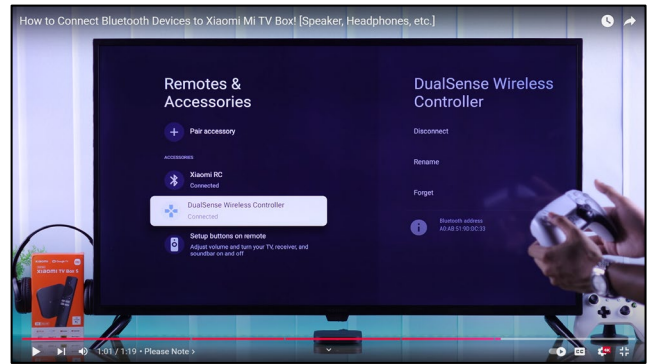 How to Connect Bluetooth Devices to Xiaomi Mi TV Box! [Speaker, Headphones, etc.]
Remotes &
Accessories
Pair accessory
ACCESSORIES
Xiaomi RC
Connected
DualSense Wireless Controller
Connected
Setup buttons on remote
Adjust volume and turn your TV, receiver, and
soundbar on and off
DualSense Wireless
Controller
Disconnect
Rename
Forget
Bluetooth address
A0:AB:51:90:DC:33
XIAOMI TV Box S
1:01 / 1:19 • Please Note >
CC